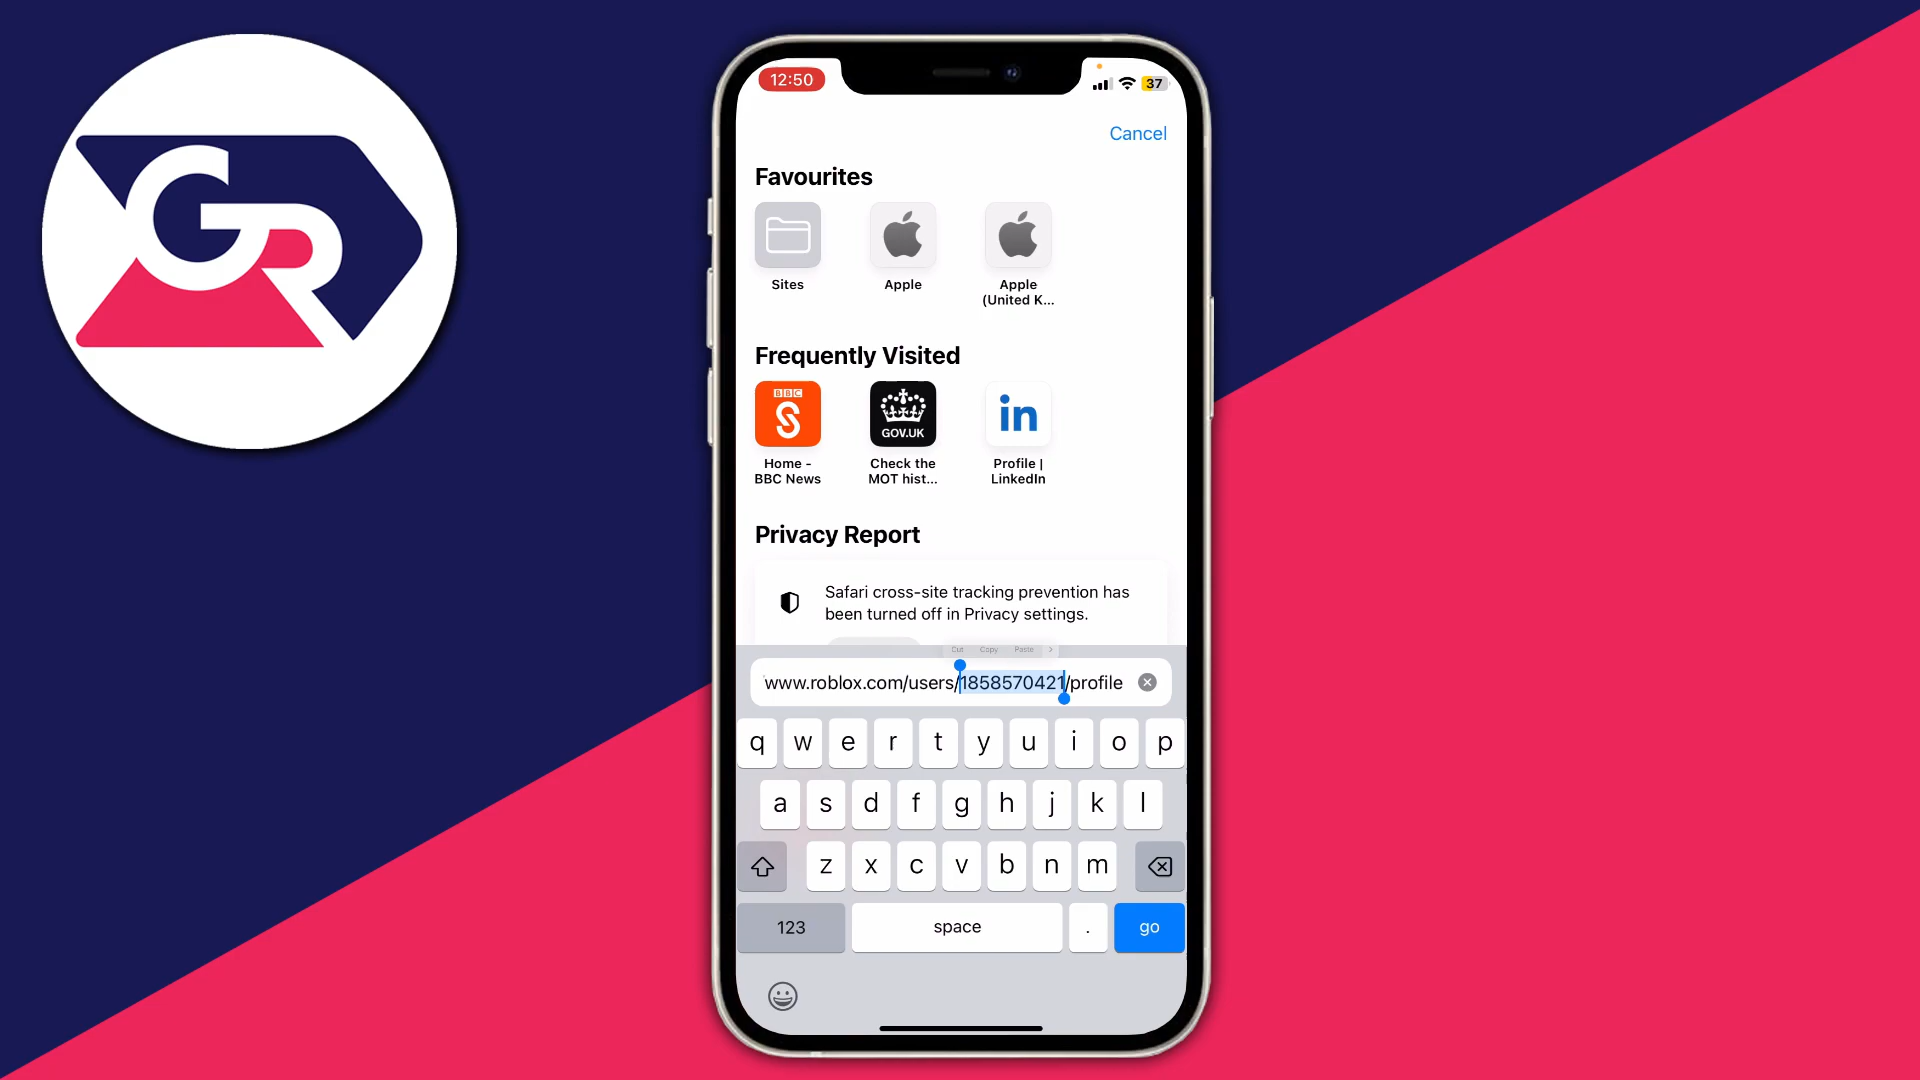 GR
12:50
37
Cancel
Favourites
Sites
Apple
Apple
(United K...
Frequently Visited
BBC
GOV.UK
in
Home -
BBC News
Check the
MOT hist...
Profile |
LinkedIn
Privacy Report
Safari cross-site tracking prevention has
been turned off in Privacy settings.
Cut Copy Paste
www.roblox.com/users/1858570421/profile
q w e r t y u i o p
a s d f g h j k l
z x c v b n m
123 space . go